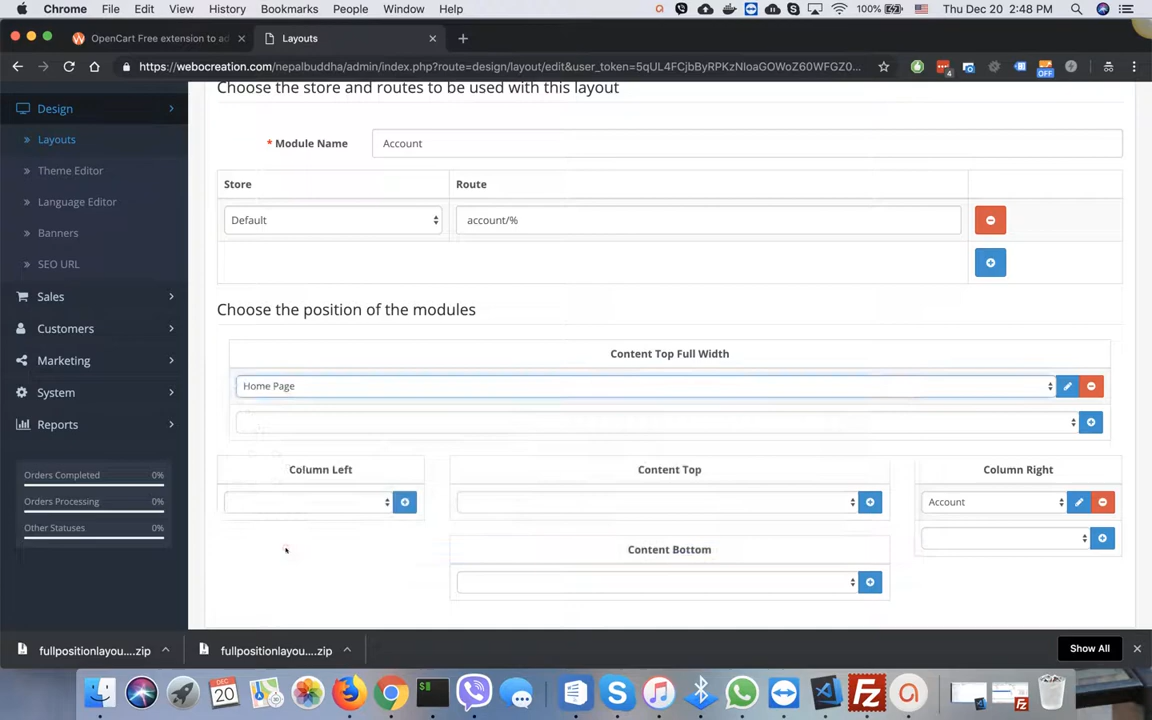 Chrome File Edit View History Bookmarks People Window Help 100% Thu Dec 20 2:48 PM
OpenCart Free extension to ad × Layouts × +
https://webocreation.com/nepalbuddha/admin/index.php?route=design/layout/edit&user_token=5qUL4FCjbByRPKzNIoaGOWoZ60WFGZ0... 4 OFF
Choose the store and routes to be used with this layout
Design
Layouts
Theme Editor
Language Editor
Banners
SEO URL
Sales
Customers
Marketing
System
Reports
Orders Completed 0%
Orders Processing 0%
Other Statuses 0%
* Module Name Account
Store Route
Default account/%
Choose the position of the modules
Content Top Full Width
Home Page
Column Left Content Top Column Right
Account
Content Bottom
fullpositionlayou....zip fullpositionlayou....zip Show All ×
DEC
20
$